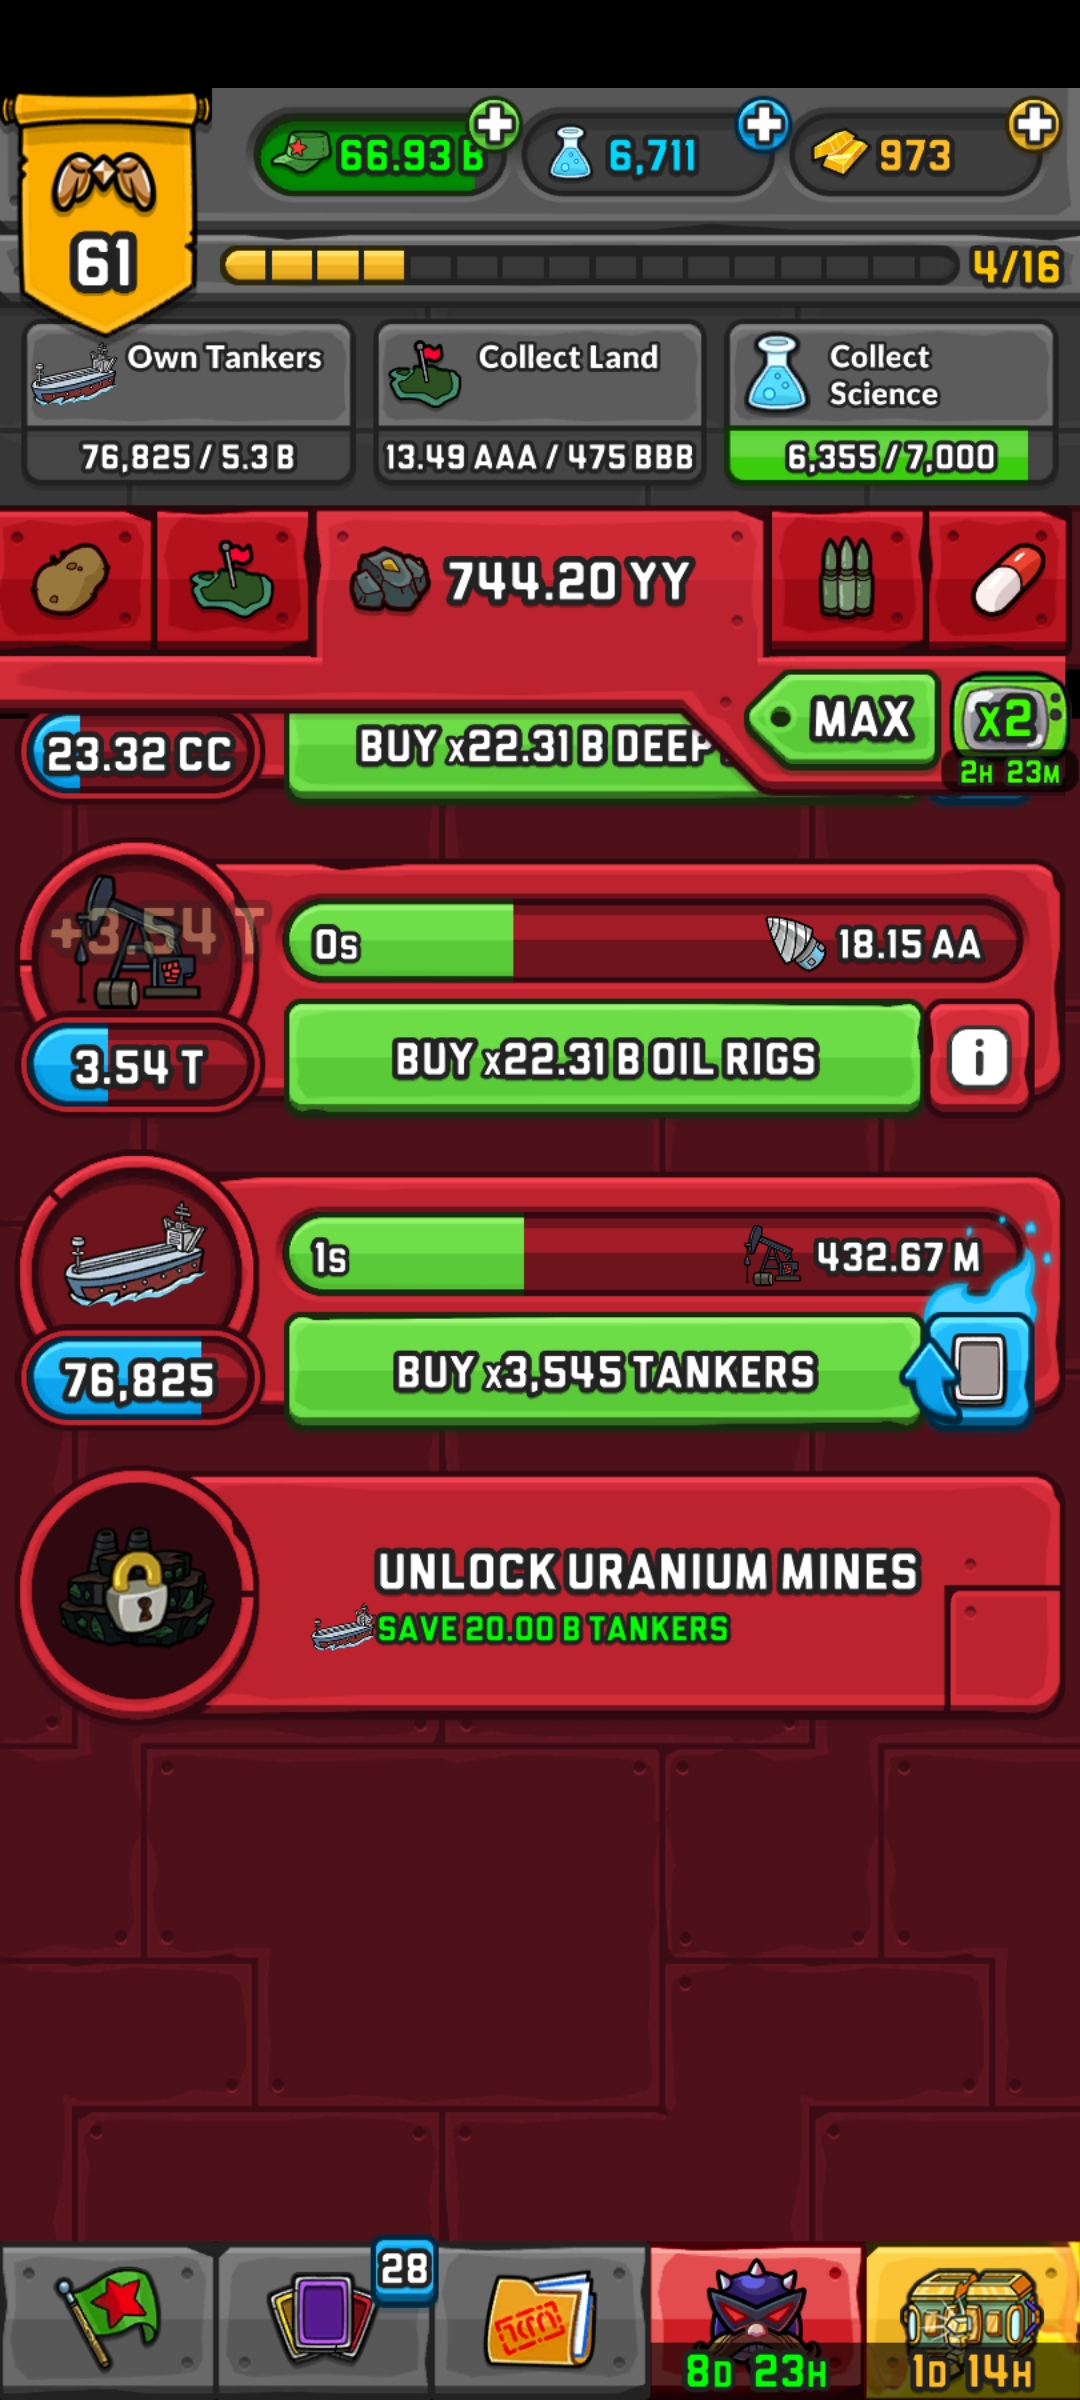 66.93 B
6,711
973
61
4/16
Own Tankers
76,825 / 5.3 B
Collect Land
13.49 AAA / 475 BBB
Collect
Science
6,355 / 7,000
744.20 YY
MAX
x2
2H 23M
23.32 CC
BUY x22.31 B DEEP
+3.54 T
0s
18.15 AA
3.54 T
BUY x22.31 B OIL RIGS
i
1s
432.67 M
76,825
BUY x3,545 TANKERS
UNLOCK URANIUM MINES
SAVE 20.00 B TANKERS
28
8D 23H
1D 14H